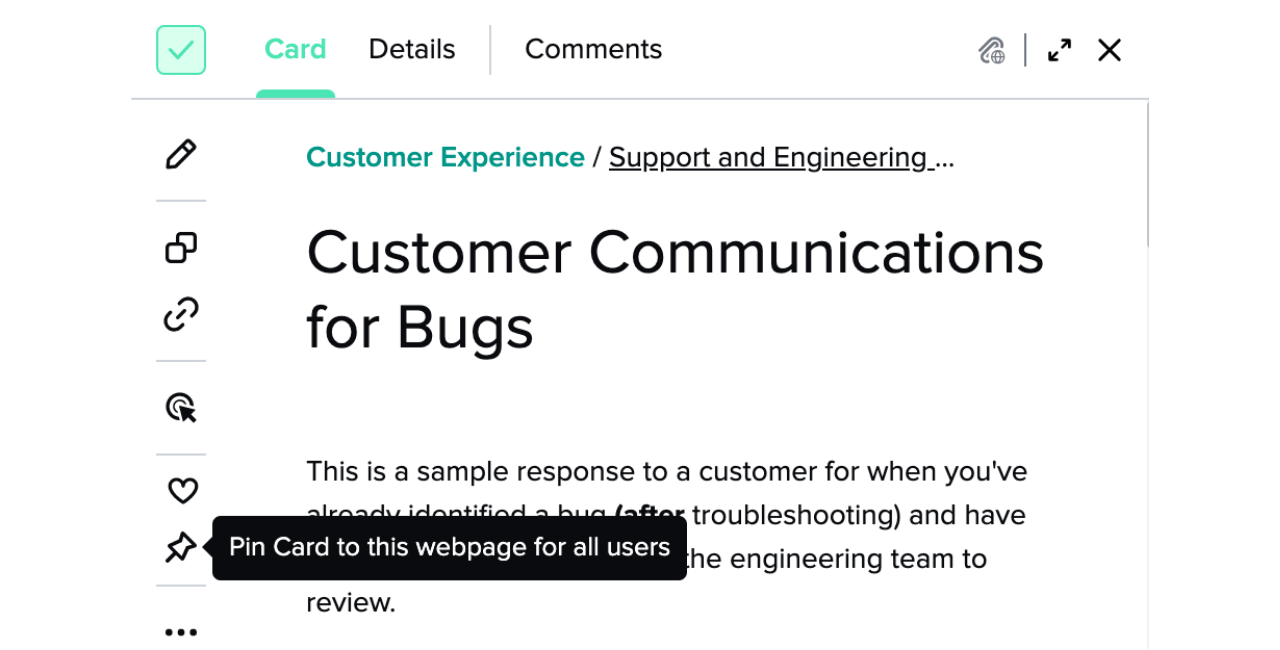 Card Details Comments
Customer Experience / Support and Engineering ...
Customer Communications
for Bugs
This is a sample response to a customer for when you've
already identified a bug (after troubleshooting) and have
Pin Card to this webpage for all users
the engineering team to
review.